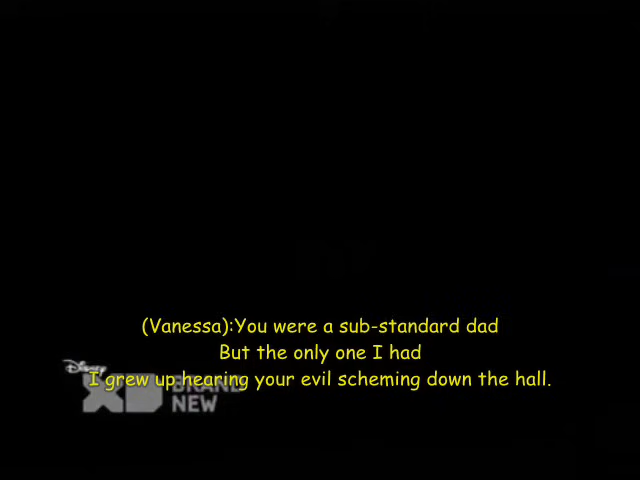 (Vanessa):You were a sub-standard dad
But the only one I had
I grew up hearing your evil scheming down the hall.
Disney
XD BRAND
NEW